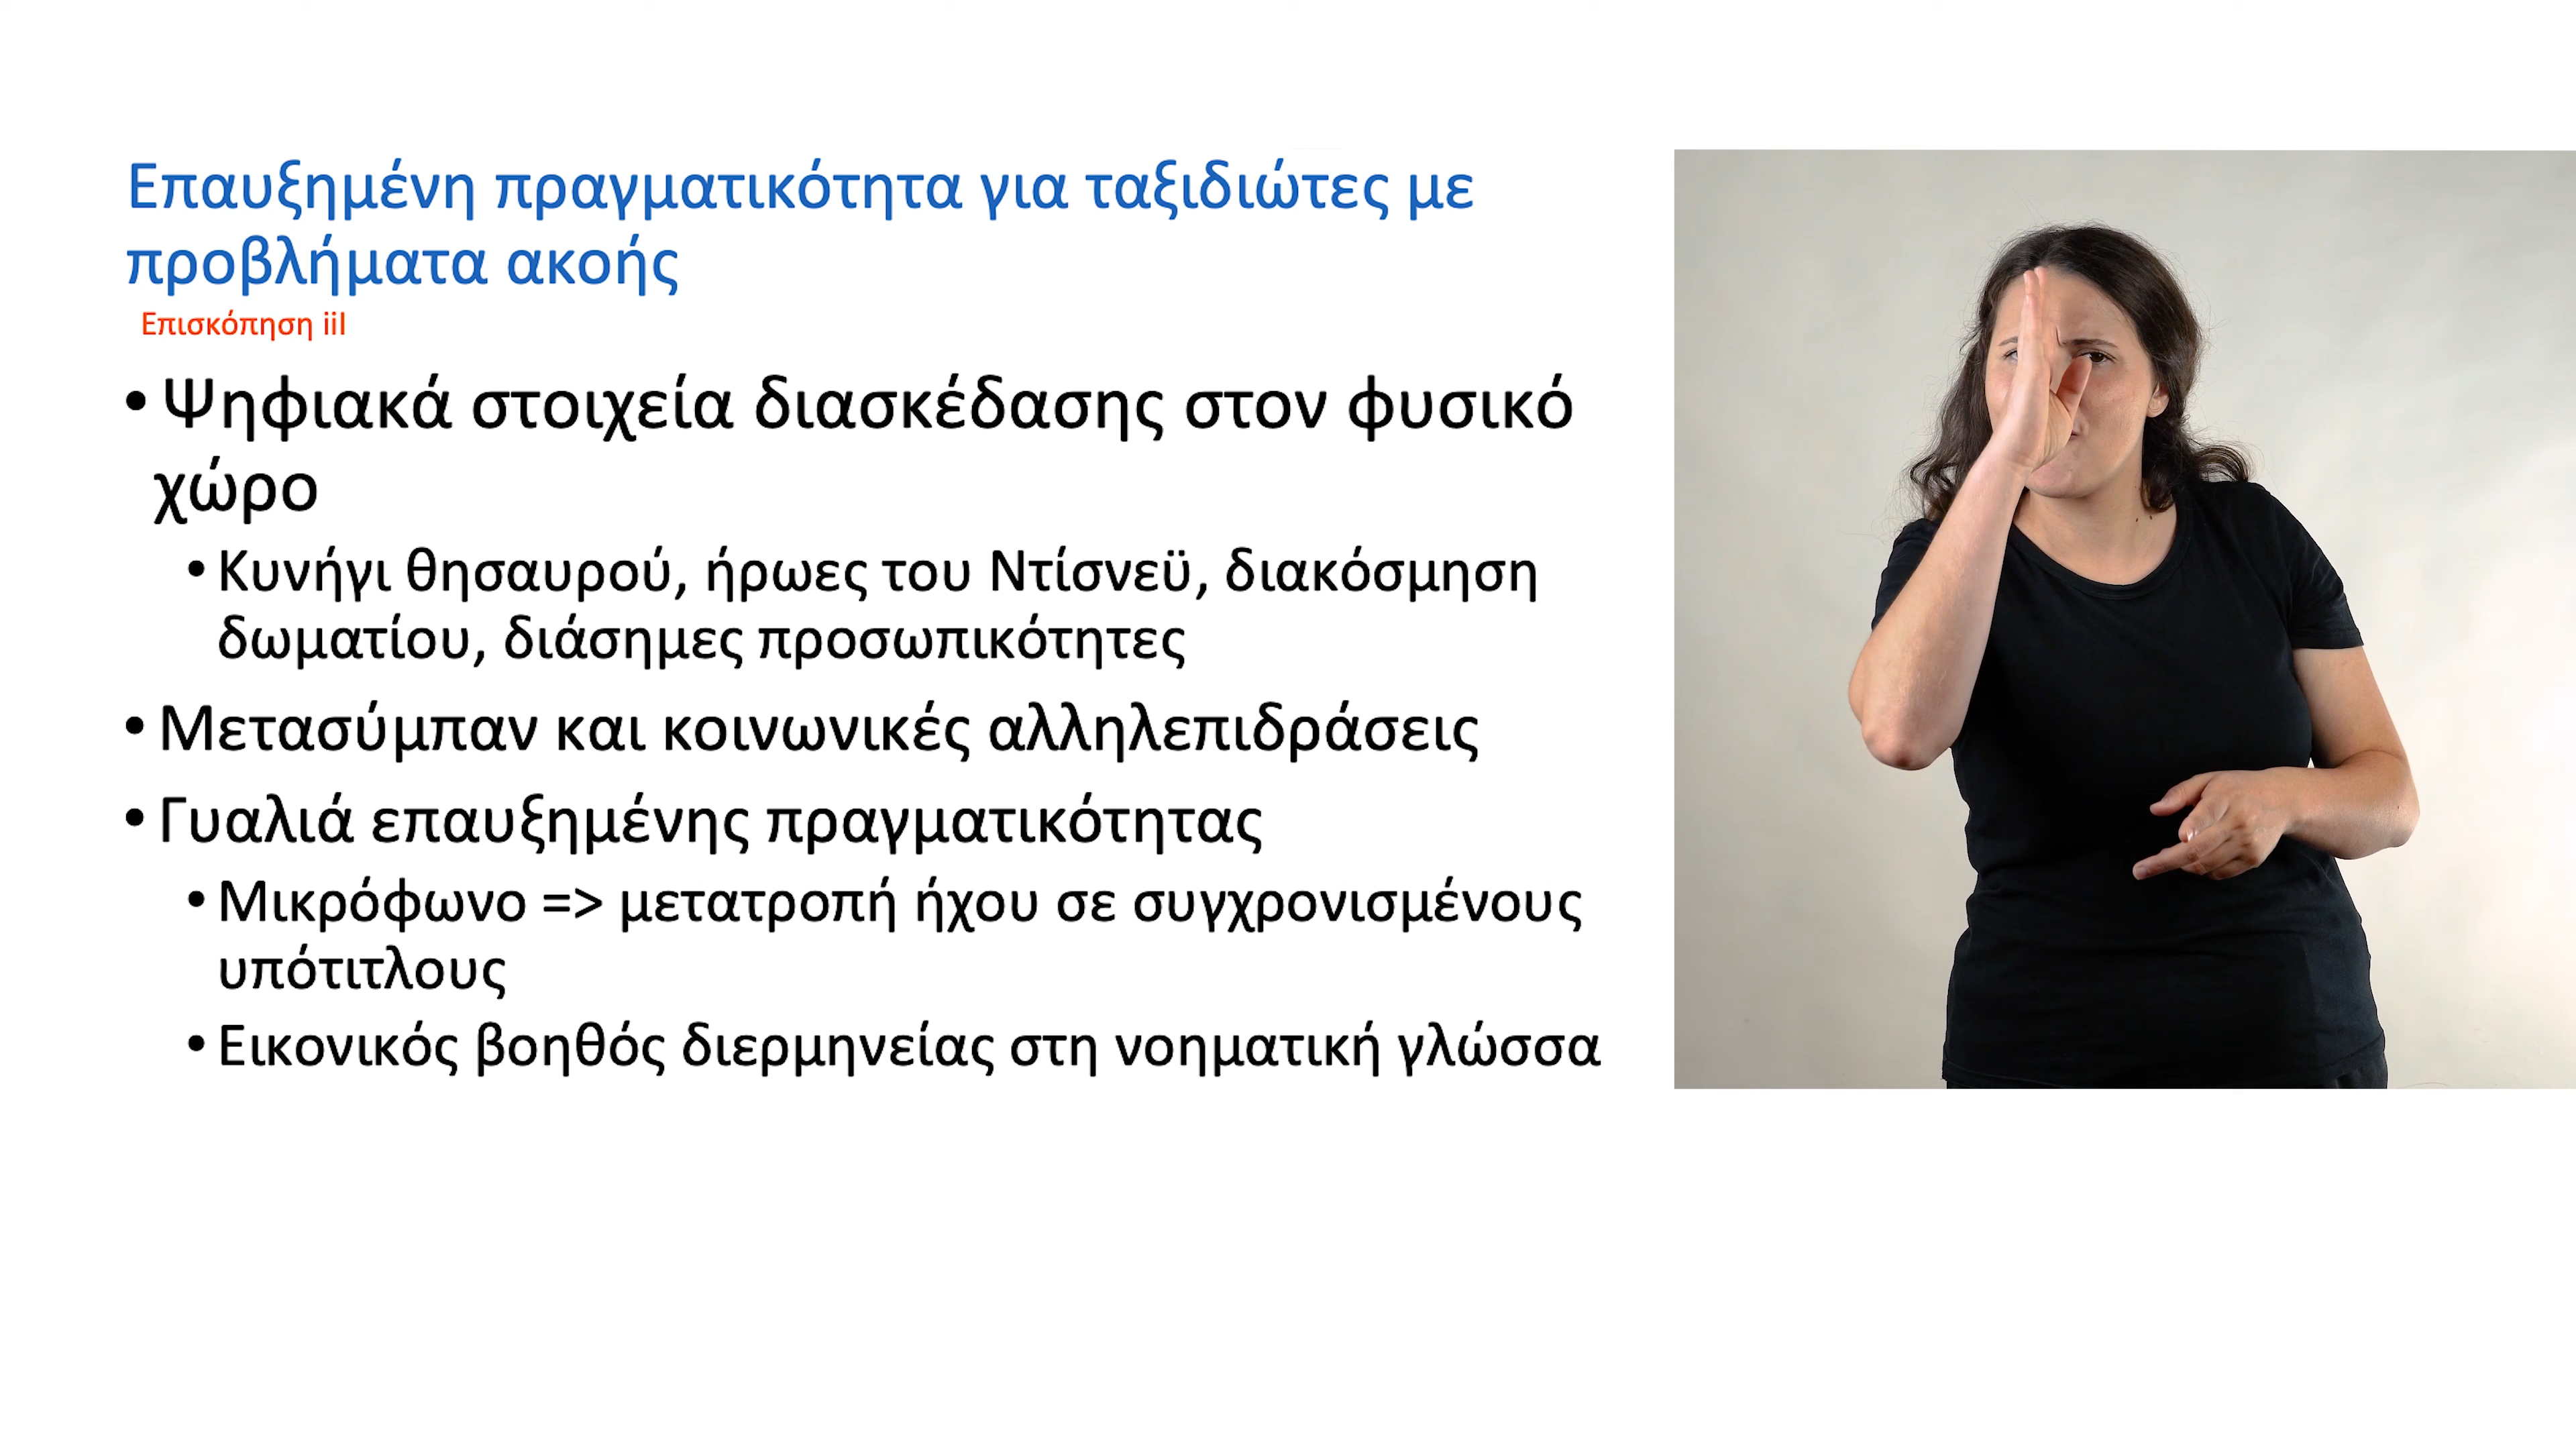 Επαυξημένη πραγματικότητα για ταξιδιώτες με
προβλήματα ακοής
Επισκόπηση iiI
• Ψηφιακά στοιχεία διασκέδασης στον φυσικό
χώρο
• Κυνήγι θησαυρού, ήρωες του Ντίσνεϋ, διακόσμηση
δωματίου, διάσημες προσωπικότητες
• Μετασύμπαν και κοινωνικές αλληλεπιδράσεις
• Γυαλιά επαυξημένης πραγματικότητας
• Μικρόφωνο => μετατροπή ήχου σε συγχρονισμένους
υπότιτλους
• Εικονικός βοηθός διερμηνείας στη νοηματική γλώσσα